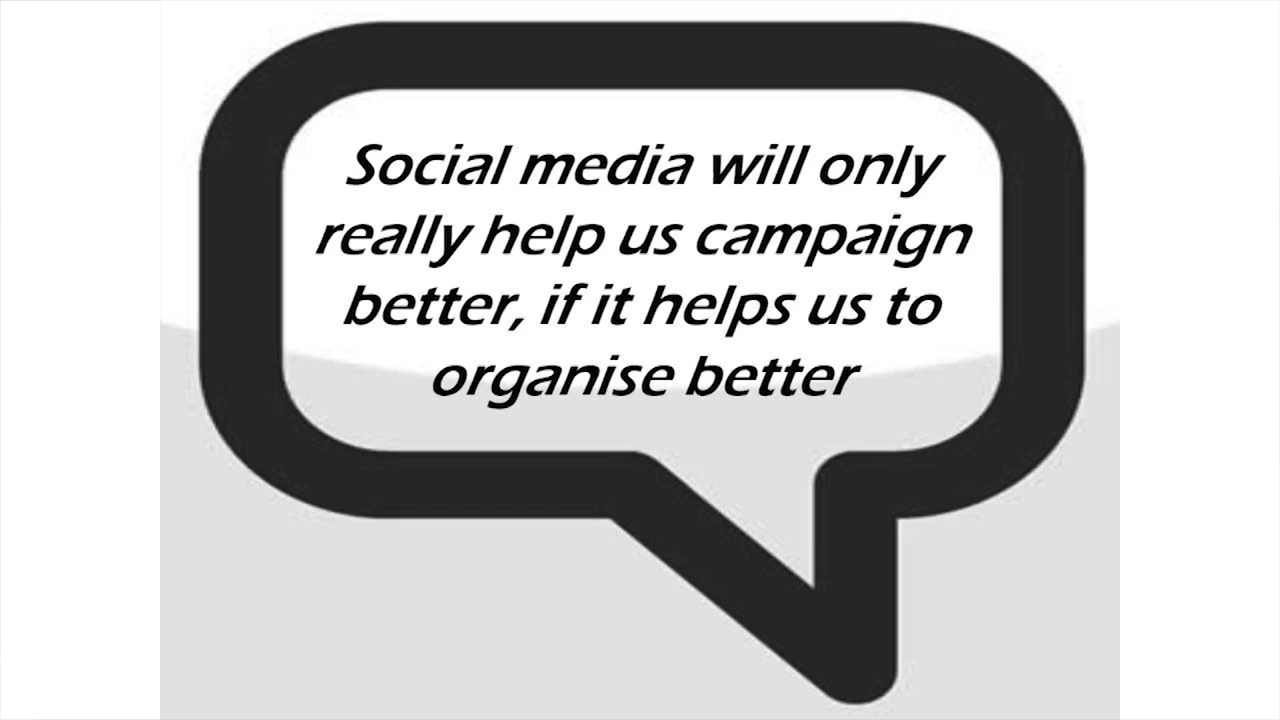 Social media will only
really help us campaign
better, if it helps us to
organise better